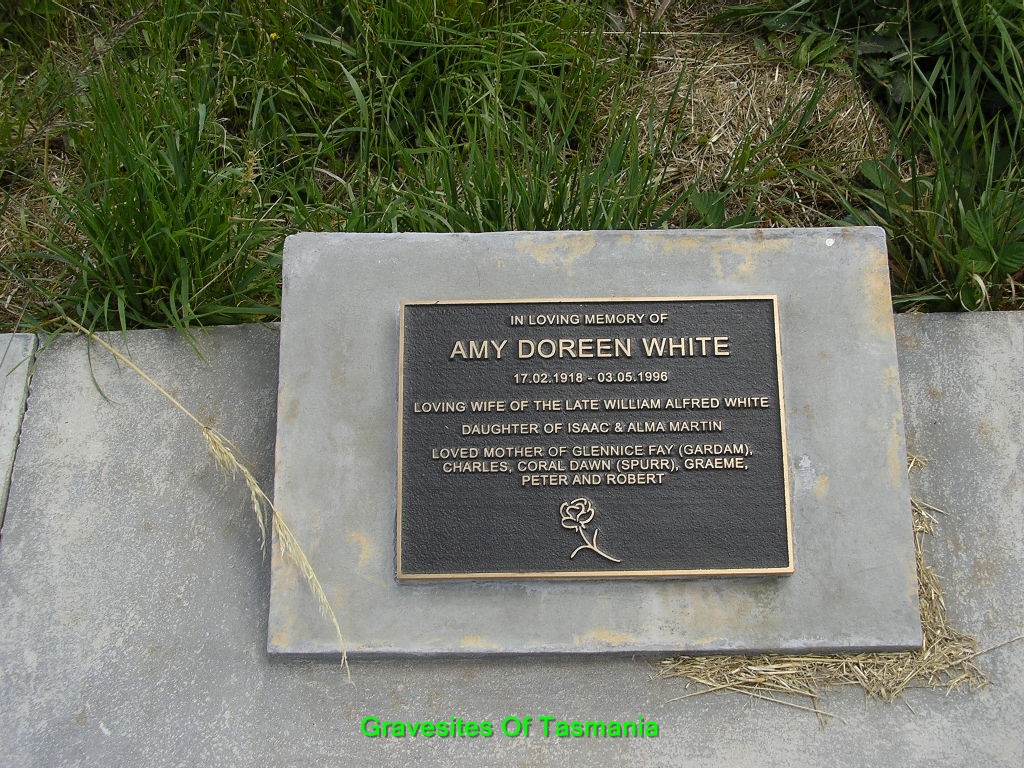 IN LOVING MEMORY OF
AMY DOREEN WHITE
17.02.1918 - 03.05.1996
LOVING WIFE OF THE LATE WILLIAM ALFRED WHITE
DAUGHTER OF ISAAC & ALMA MARTIN
LOVED MOTHER OF GLENNICE FAY (GARDAM),
CHARLES, CORAL DAWN (SPURR), GRAEME,
PETER AND ROBERT
Gravesites Of Tasmania